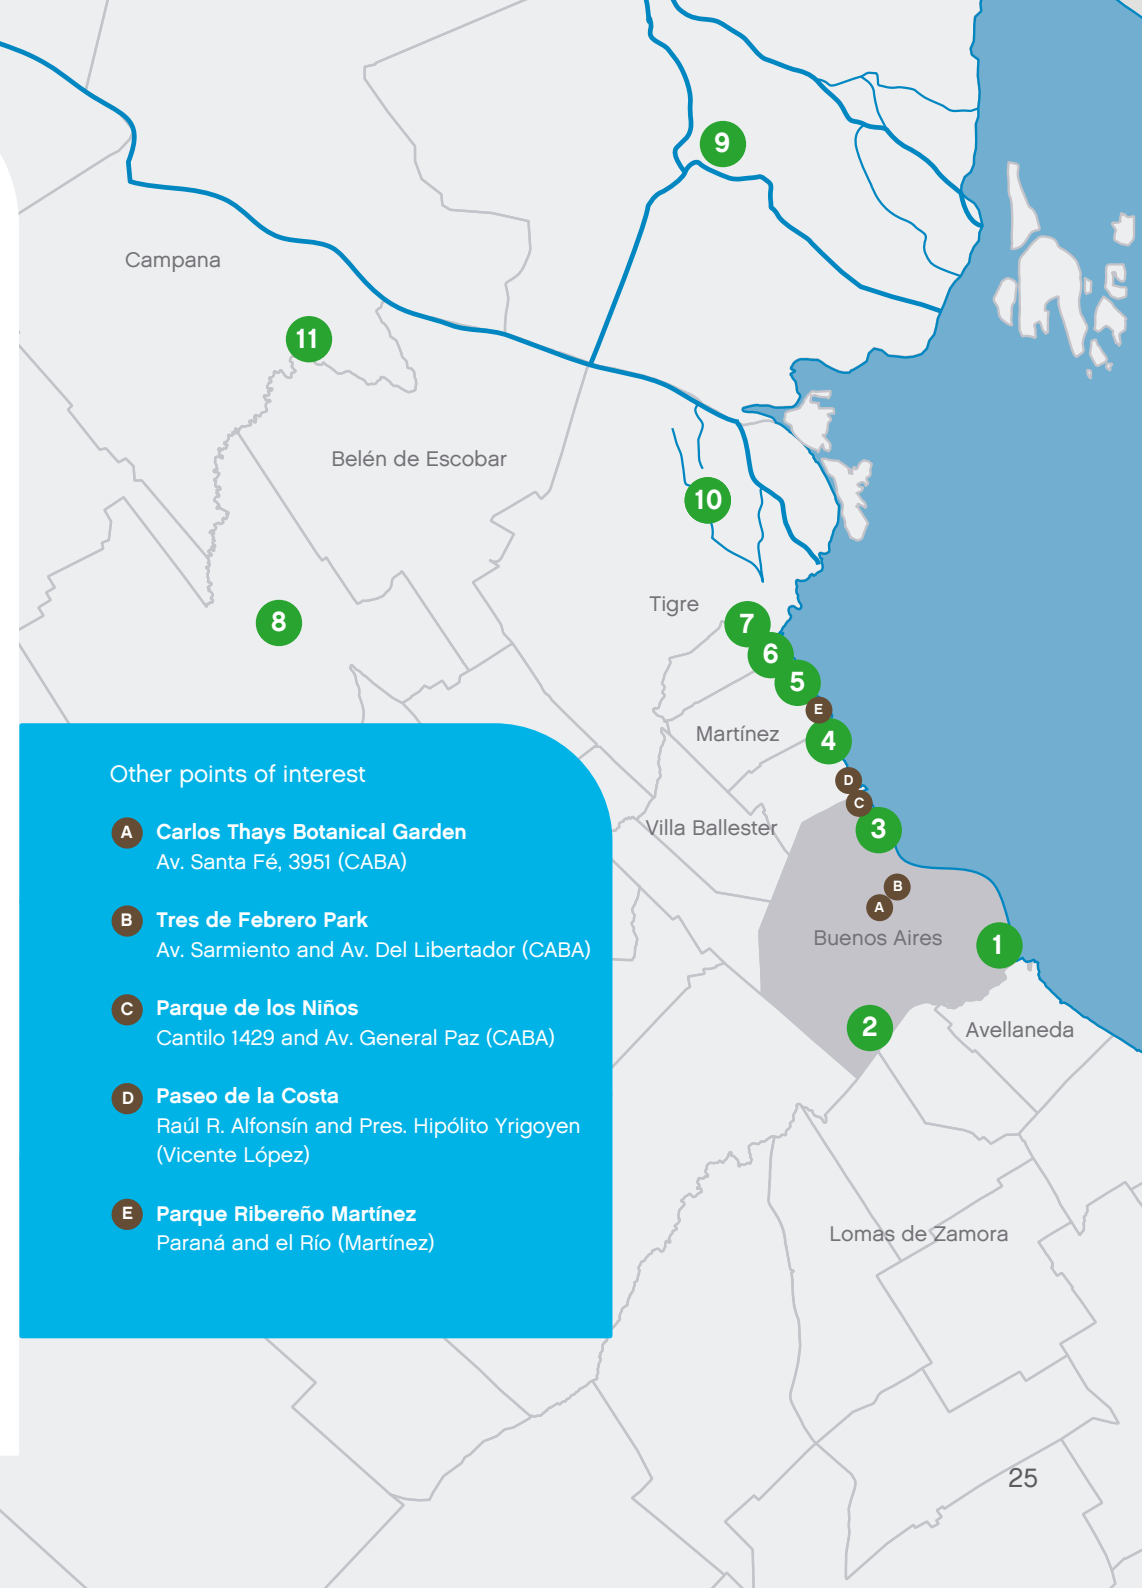 9
Campana
11
Belén de Escobar
10
Tigre
8
7
6
5
E
Martínez
4
D
C
Villa Ballester
3
B
A
Buenos Aires
1
2
Avellaneda
Lomas de Zamora
Other points of interest
A Carlos Thays Botanical Garden
Av. Santa Fé, 3951 (CABA)
B Tres de Febrero Park
Av. Sarmiento and Av. Del Libertador (CABA)
C Parque de los Niños
Cantilo 1429 and Av. General Paz (CABA)
D Paseo de la Costa
Raúl R. Alfonsín and Pres. Hipólito Yrigoyen
(Vicente López)
E Parque Ribereño Martínez
Paraná and el Río (Martínez)
25